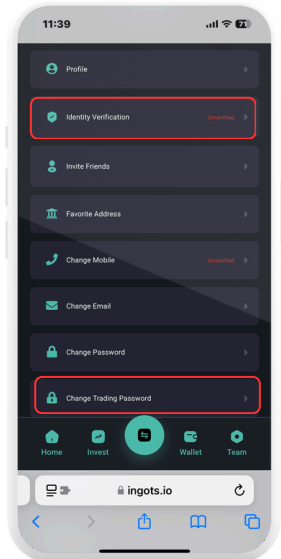 11:39
71
Profile
Identity Verification Unverified
Invite Friends
Favorite Address
Change Mobile Unverified
Change Email
Change Password
Change Trading Password
Home Invest Wallet Team
ingots.io